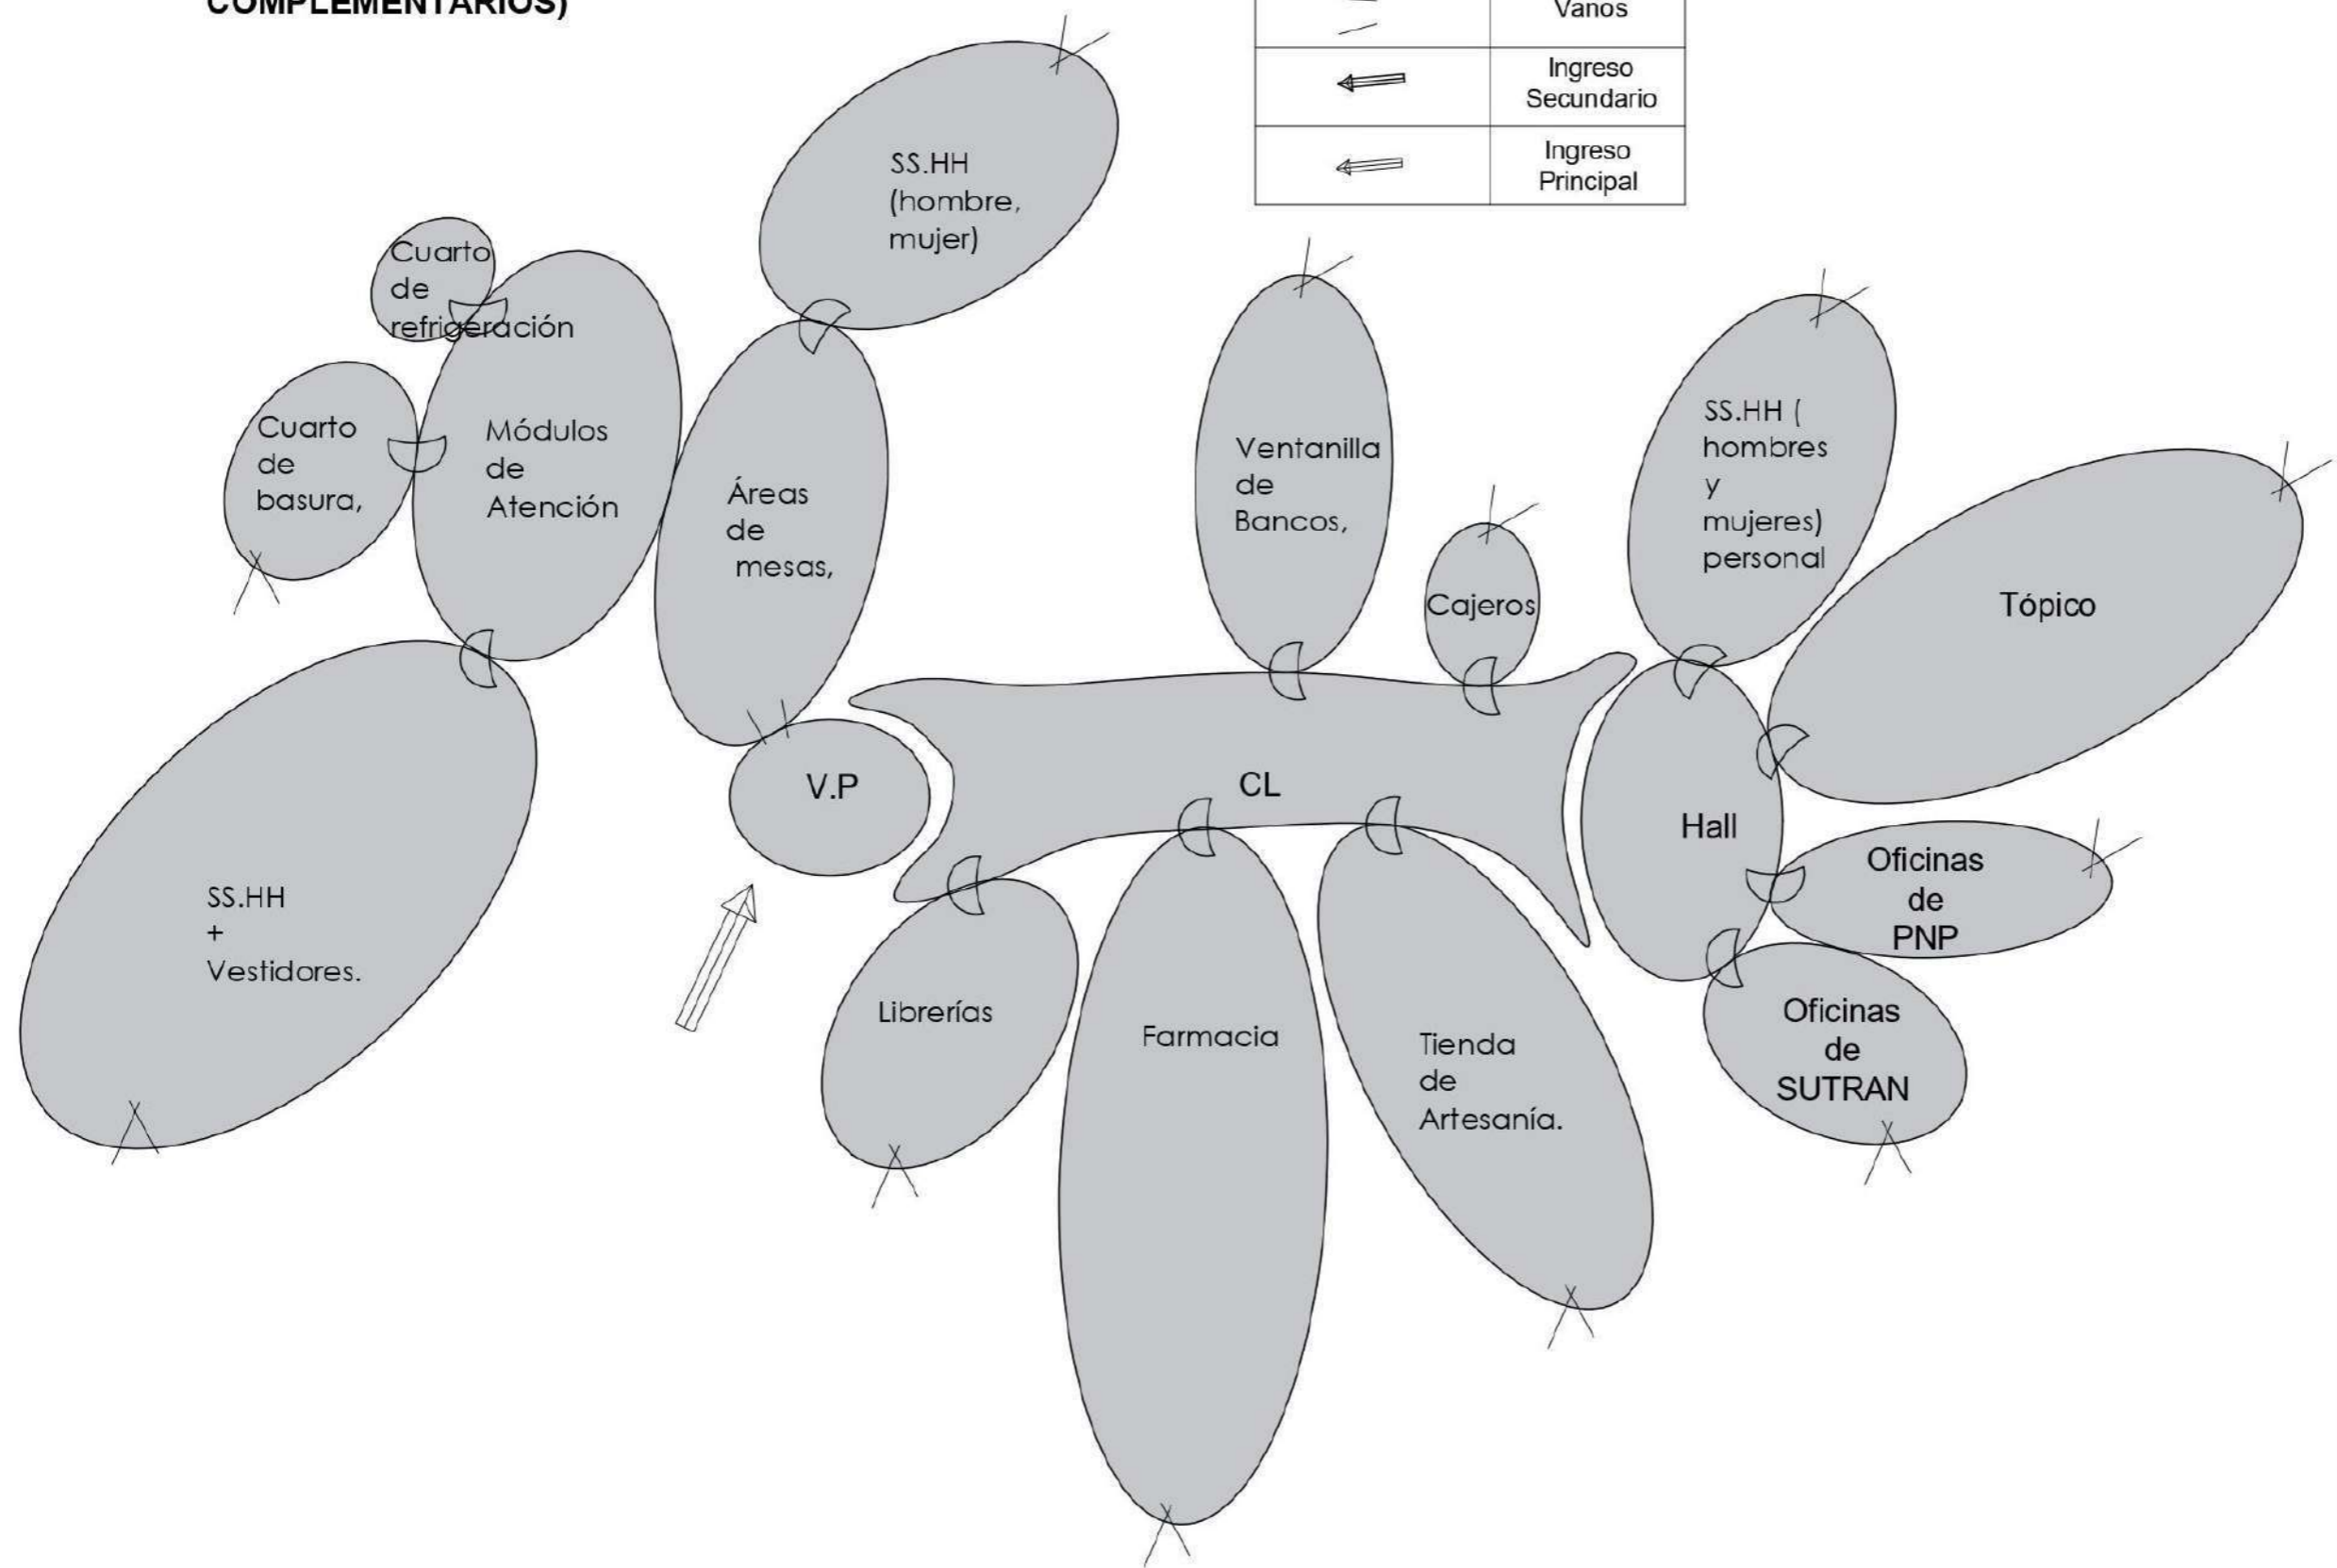 COMPLEMENTARIOS)
Vanos
Ingreso
Secundario
Ingreso
Principal
SS.HH
(hombre,
mujer)
Cuarto
de
refrigeración
Cuarto
de
basura,
Módulos
de
Atención
Áreas
de
mesas,
Ventanilla
de
Bancos,
Cajeros
SS.HH (
hombres
y
mujeres)
personal
Tópico
V.P
CL
Hall
Oficinas
de
PNP
Oficinas
de
SUTRAN
SS.HH
+
Vestidores.
Librerías
Farmacia
Tienda
de
Artesanía.